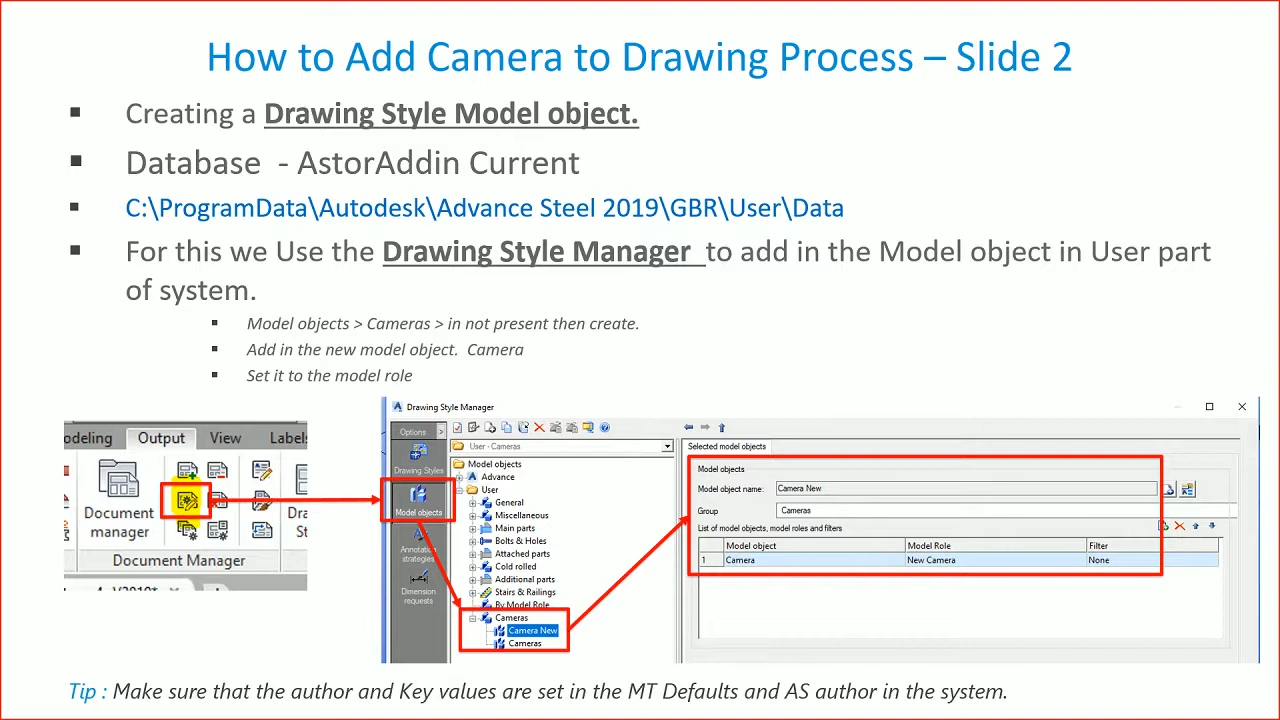 How to Add Camera to Drawing Process – Slide 2
Creating a Drawing Style Model object.
Database - AstorAddin Current
C:\ProgramData\Autodesk\Advance Steel 2019\GBR\User\Data
For this we Use the Drawing Style Manager to add in the Model object in User part
of system.
Model objects > Cameras > in not present then create.
Add in the new model object. Camera
Set it to the model role
odeling Output View Labels
Document
manager
Dra
St
Document Manager
Drawing Style Manager
Options >
User - Cameras
Drawing Styles
Model objects
Annotation
strategies
Dimension
requests
Model objects
Advance
User
General
Miscellaneous
Main parts
Bolts & Holes
Attached parts
Cold rolled
Additional parts
Stairs & Railings
By Model Role
Cameras
Camera New
Cameras
Selected model objects
Model objects
Model object name: Camera New
Group Cameras
List of model objects, model roles and filters
Model object Model Role Filter
1 Camera New Camera None
Tip : Make sure that the author and Key values are set in the MT Defaults and AS author in the system.